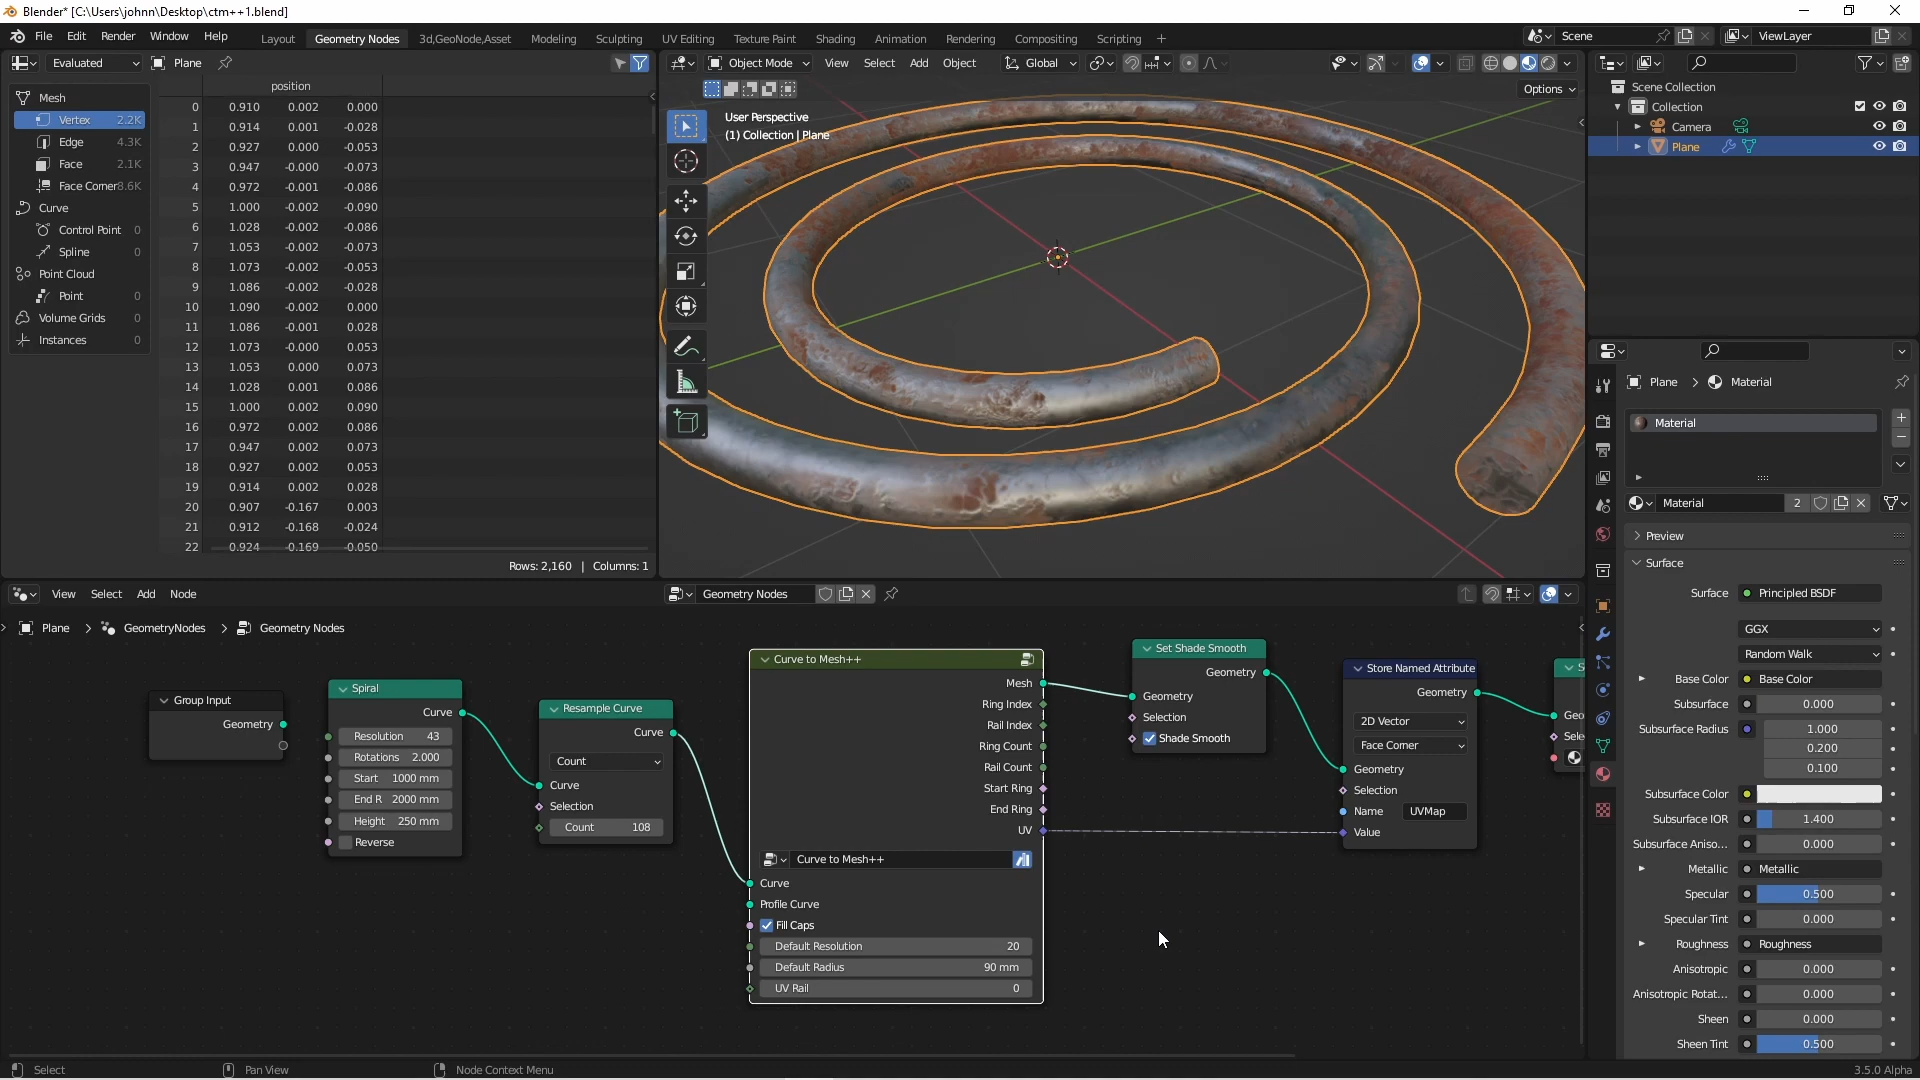 Blender* [C:\Users\johnn\Desktop\ctm++1.blend]
File Edit Render Window Help
Layout Geometry Nodes 3d,GeoNode,Asset Modeling Sculpting UV Editing Texture Paint Shading Animation Rendering Compositing Scripting +
Scene
ViewLayer
Evaluated Plane
position
Mesh
Vertex 2.2K
Edge 4.3K
Face 2.1K
Face Corner 8.6K
Curve
Control Point 0
Spline 0
Point Cloud
Point 0
Volume Grids 0
Instances 0
0 0.910 0.002 0.000
1 0.914 0.001 -0.028
2 0.927 0.000 -0.053
3 0.947 -0.000 -0.073
4 0.972 -0.001 -0.086
5 1.000 -0.002 -0.090
6 1.028 -0.002 -0.086
7 1.053 -0.002 -0.073
8 1.073 -0.002 -0.053
9 1.086 -0.002 -0.028
10 1.090 -0.002 0.000
11 1.086 -0.001 0.028
12 1.073 -0.000 0.053
13 1.053 0.000 0.073
14 1.028 0.001 0.086
15 1.000 0.002 0.090
16 0.972 0.002 0.086
17 0.947 0.002 0.073
18 0.927 0.002 0.053
19 0.914 0.002 0.028
20 0.907 -0.167 0.003
21 0.912 -0.168 -0.024
22 0.924 -0.169 -0.050
Rows: 2,160 | Columns: 1
Object Mode View Select Add Object Global
Options
User Perspective
(1) Collection | Plane
Scene Collection
Collection
Camera
Plane
Plane > Material
Material
Material 2
Preview
Surface
Surface Principled BSDF
GGX
Random Walk
Base Color Base Color
Subsurface 0.000
Subsurface Radius 1.000
0.200
0.100
Subsurface Color
Subsurface IOR 1.400
Subsurface Aniso... 0.000
Metallic Metallic
Specular 0.500
Specular Tint 0.000
Roughness Roughness
Anisotropic 0.000
Anisotropic Rotat... 0.000
Sheen 0.000
Sheen Tint 0.500
View Select Add Node
Geometry Nodes
Plane > GeometryNodes > Geometry Nodes
Group Input
Geometry
Spiral
Curve
Resolution 43
Rotations 2.000
Start 1000 mm
End R 2000 mm
Height 250 mm
Reverse
Resample Curve
Curve
Count
Curve
Selection
Count 108
Curve to Mesh++
Mesh
Ring Index
Rail Index
Ring Count
Rail Count
Start Ring
End Ring
UV
Curve to Mesh++
Curve
Profile Curve
Fill Caps
Default Resolution 20
Default Radius 90 mm
UV Rail 0
Set Shade Smooth
Geometry
Geometry
Selection
Shade Smooth
Store Named Attribute
Geometry
2D Vector
Face Corner
Geometry
Selection
Name UVMap
Value
S
Geo
Sele
Select
Pan View
Node Context Menu
3.5.0 Alpha